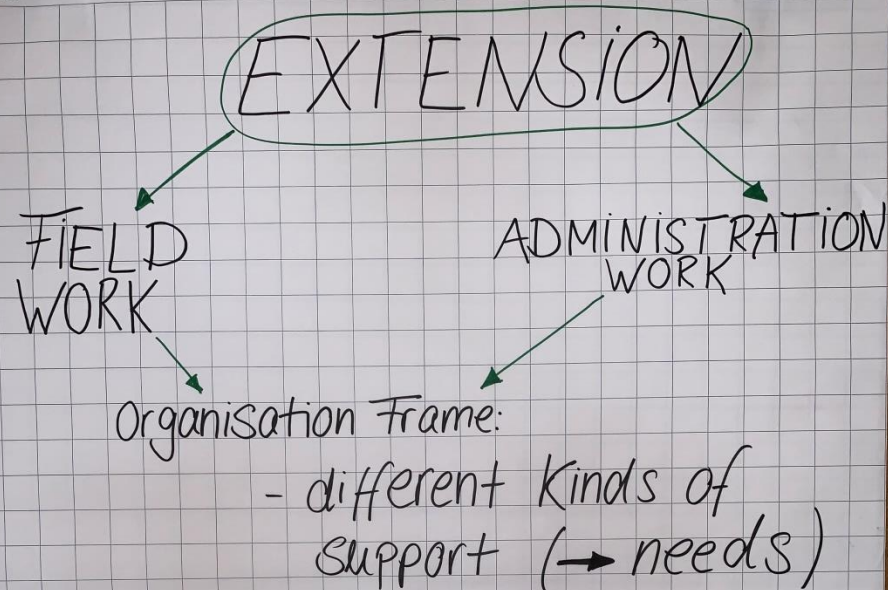 EXTENSION
FIELD
WORK
ADMINISTRATION
WORK
Organisation Frame:
- different kinds of
support (→ needs)